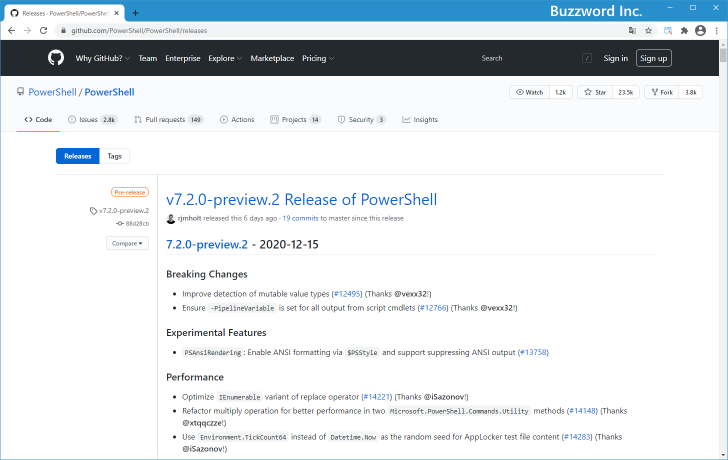 Buzzword Inc.
Releases · PowerShell/PowerShell
github.com/PowerShell/PowerShell/releases
Why GitHub? Team Enterprise Explore Marketplace Pricing Search / Sign in Sign up
PowerShell / PowerShell Watch 1.2k Star 23.5k Fork 3.8k
Code Issues 2.8k Pull requests 149 Actions Projects 14 Security 3 Insights
Releases Tags
Pre-release
v7.2.0-preview.2
88d28cb
Compare
v7.2.0-preview.2 Release of PowerShell
rjmholt released this 6 days ago · 19 commits to master since this release
7.2.0-preview.2 - 2020-12-15
Breaking Changes
• Improve detection of mutable value types (#12495) (Thanks @vexx32!)
• Ensure -PipelineVariable is set for all output from script cmdlets (#12766) (Thanks @vexx32!)
Experimental Features
• PSAnsiRendering : Enable ANSI formatting via $PSStyle and support suppressing ANSI output (#13758)
Performance
• Optimize IEnumerable variant of replace operator (#14221) (Thanks @iSazonov!)
• Refactor multiply operation for better performance in two Microsoft.PowerShell.Commands.Utility methods (#14148) (Thanks
@xtqqczze!)
• Use Environment.TickCount64 instead of Datetime.Now as the random seed for AppLocker test file content (#14283) (Thanks
@iSazonov!)